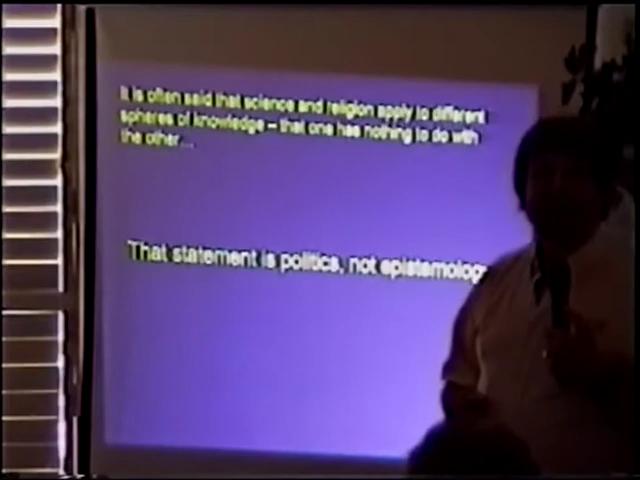 It is often said that science and religion apply to different
spheres of knowledge – that one has nothing to do with
the other...
That statement is politics, not epistemology